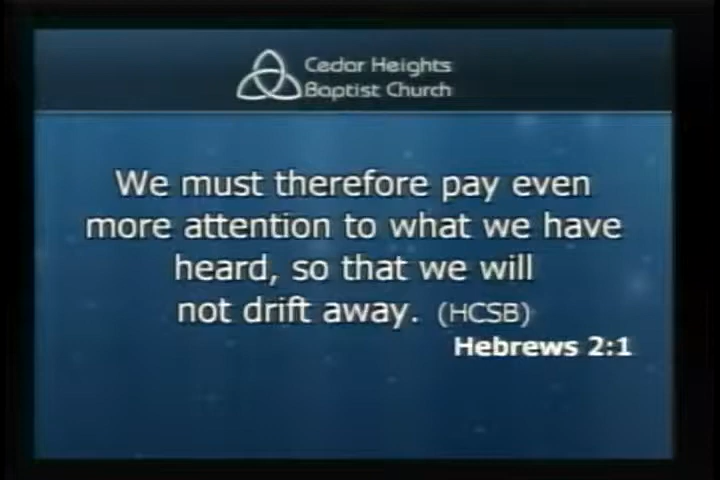 Cedar Heights
Baptist Church
We must therefore pay even
more attention to what we have
heard, so that we will
not drift away. (HCSB)
Hebrews 2:1